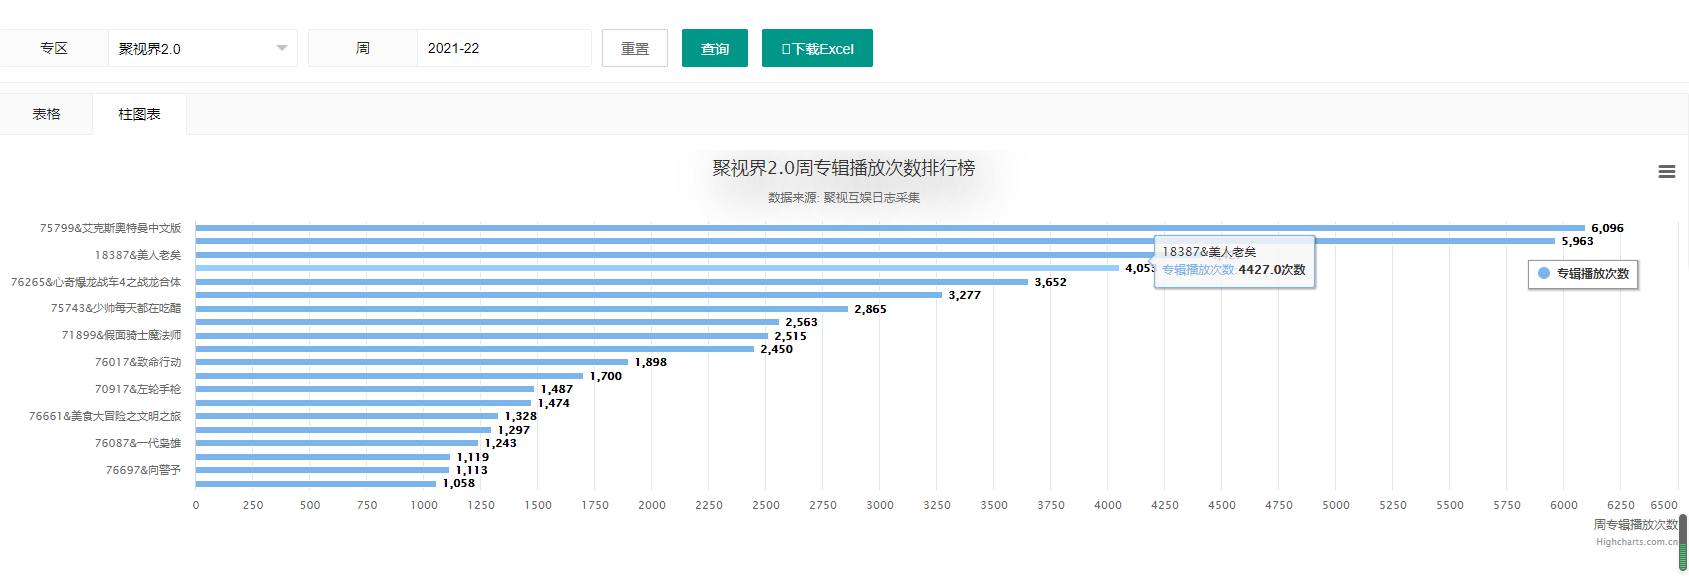 专区 聚视界2.0 周 2021-22 重置 查询 下载Excel
表格 柱图表
聚视界2.0周专辑播放次数排行榜
数据来源: 聚视互娱日志采集
75799&艾克斯奥特曼中文版 6,096
5,963
18387&美人老矣
18387&美人老矣
专辑播放次数:4427.0次数
4,053
专辑播放次数
76265&心奇爆龙战车4之战龙合体 3,652
3,277
75743&少帅每天都在吃醋 2,865
2,563
71899&假面骑士魔法师 2,515
2,450
76017&致命行动 1,898
1,700
70917&左轮手枪 1,487
1,474
76661&美食大冒险之文明之旅 1,328
1,297
76087&一代枭雄 1,243
1,119
76697&向警予 1,113
1,058
0 250 500 750 1000 1250 1500 1750 2000 2250 2500 2750 3000 3250 3500 3750 4000 4250 4500 4750 5000 5250 5500 5750 6000 6250 6500
周专辑播放次数
Highcharts.com.cn